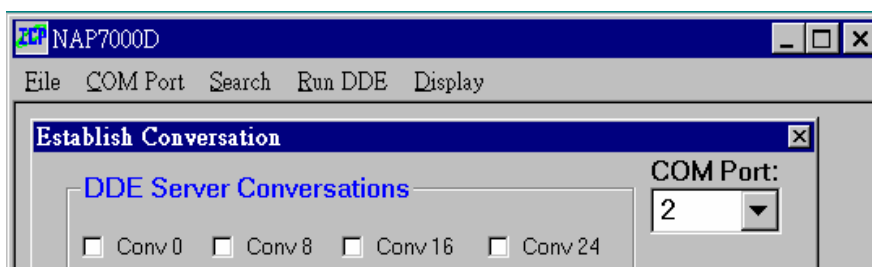 ICP NAP7000D
File COM Port Search Run DDE Display
Establish Conversation
DDE Server Conversations
COM Port:
2
Conv 0 Conv 8 Conv 16 Conv 24